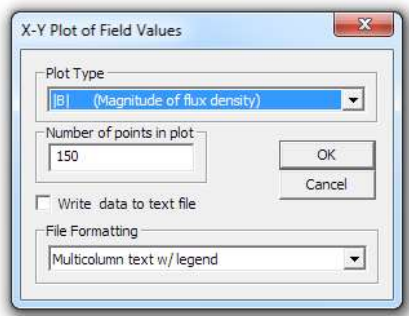 X-Y Plot of Field Values
Plot Type
|B| (Magnitude of flux density)
Number of points in plot
150
OK
Cancel
Write data to text file
File Formatting
Multicolumn text w/ legend